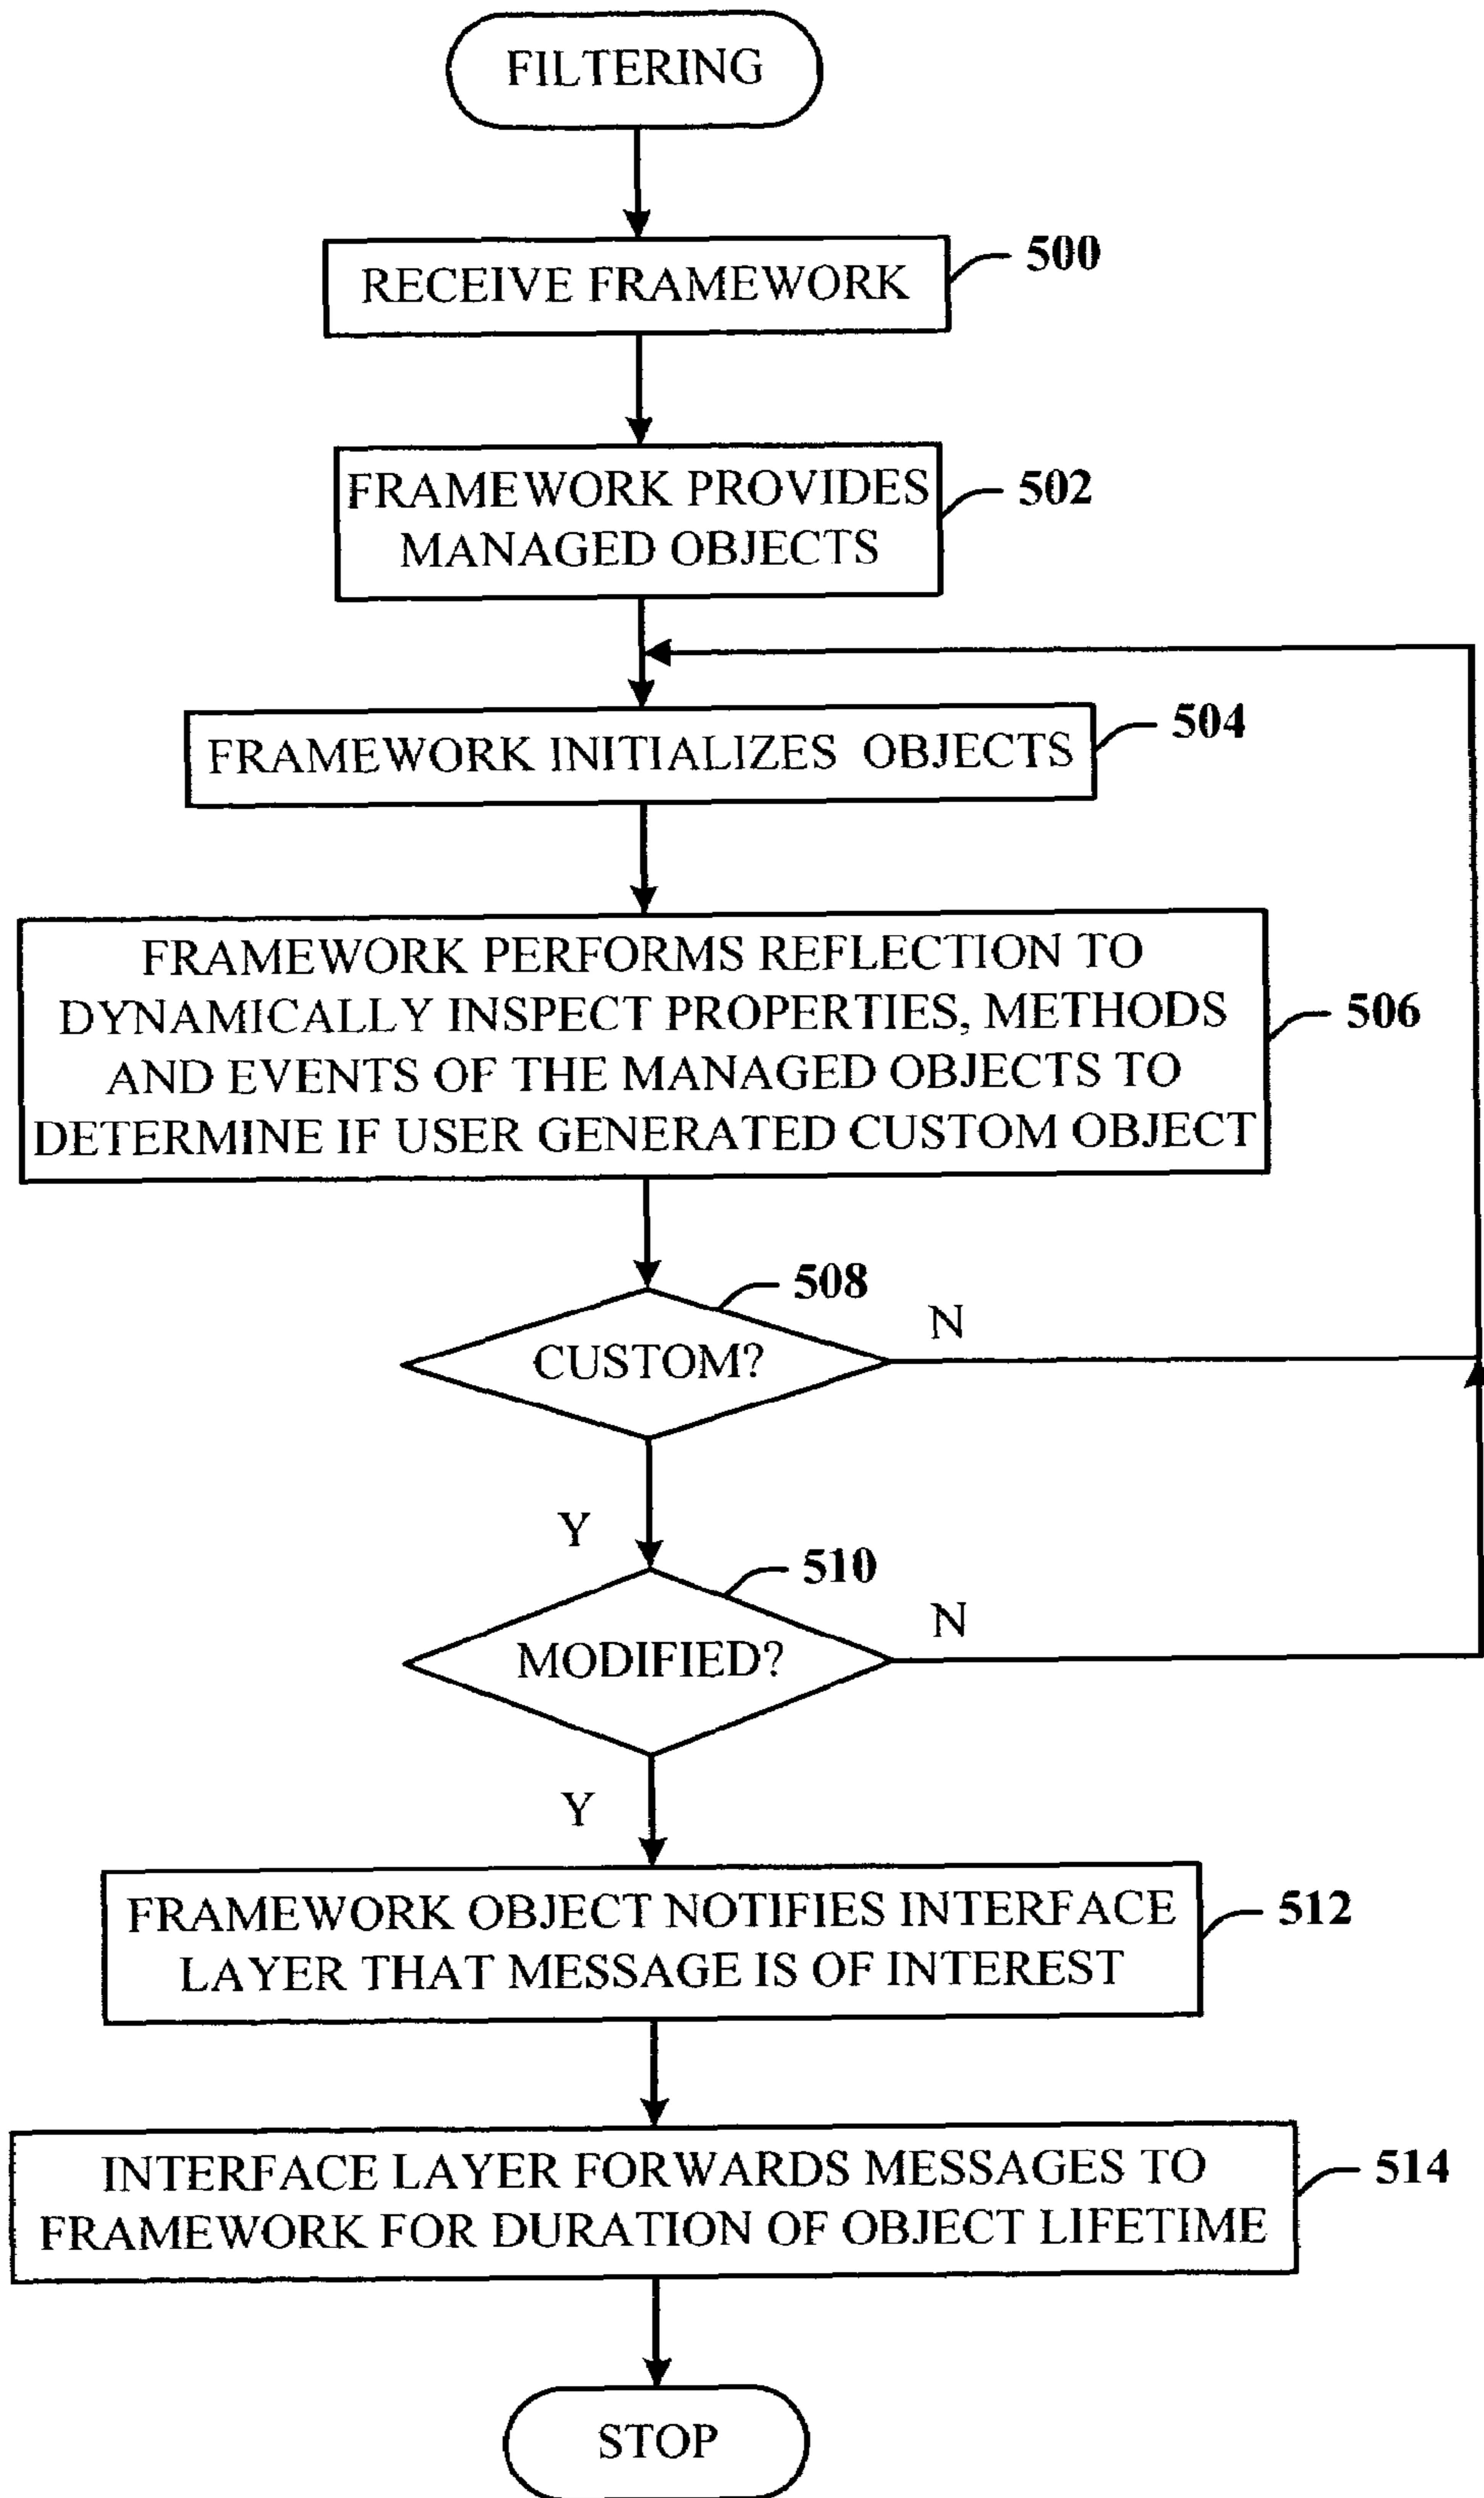 FILTERING
RECEIVE FRAMEWORK
500
FRAMEWORK PROVIDES
MANAGED OBJECTS
502
FRAMEWORK INITIALIZES OBJECTS
504
FRAMEWORK PERFORMS REFLECTION TO
DYNAMICALLY INSPECT PROPERTIES, METHODS
AND EVENTS OF THE MANAGED OBJECTS TO
DETERMINE IF USER GENERATED CUSTOM OBJECT
506
508
CUSTOM?
N
Y
510
MODIFIED?
N
Y
FRAMEWORK OBJECT NOTIFIES INTERFACE
LAYER THAT MESSAGE IS OF INTEREST
512
INTERFACE LAYER FORWARDS MESSAGES TO
FRAMEWORK FOR DURATION OF OBJECT LIFETIME
514
STOP